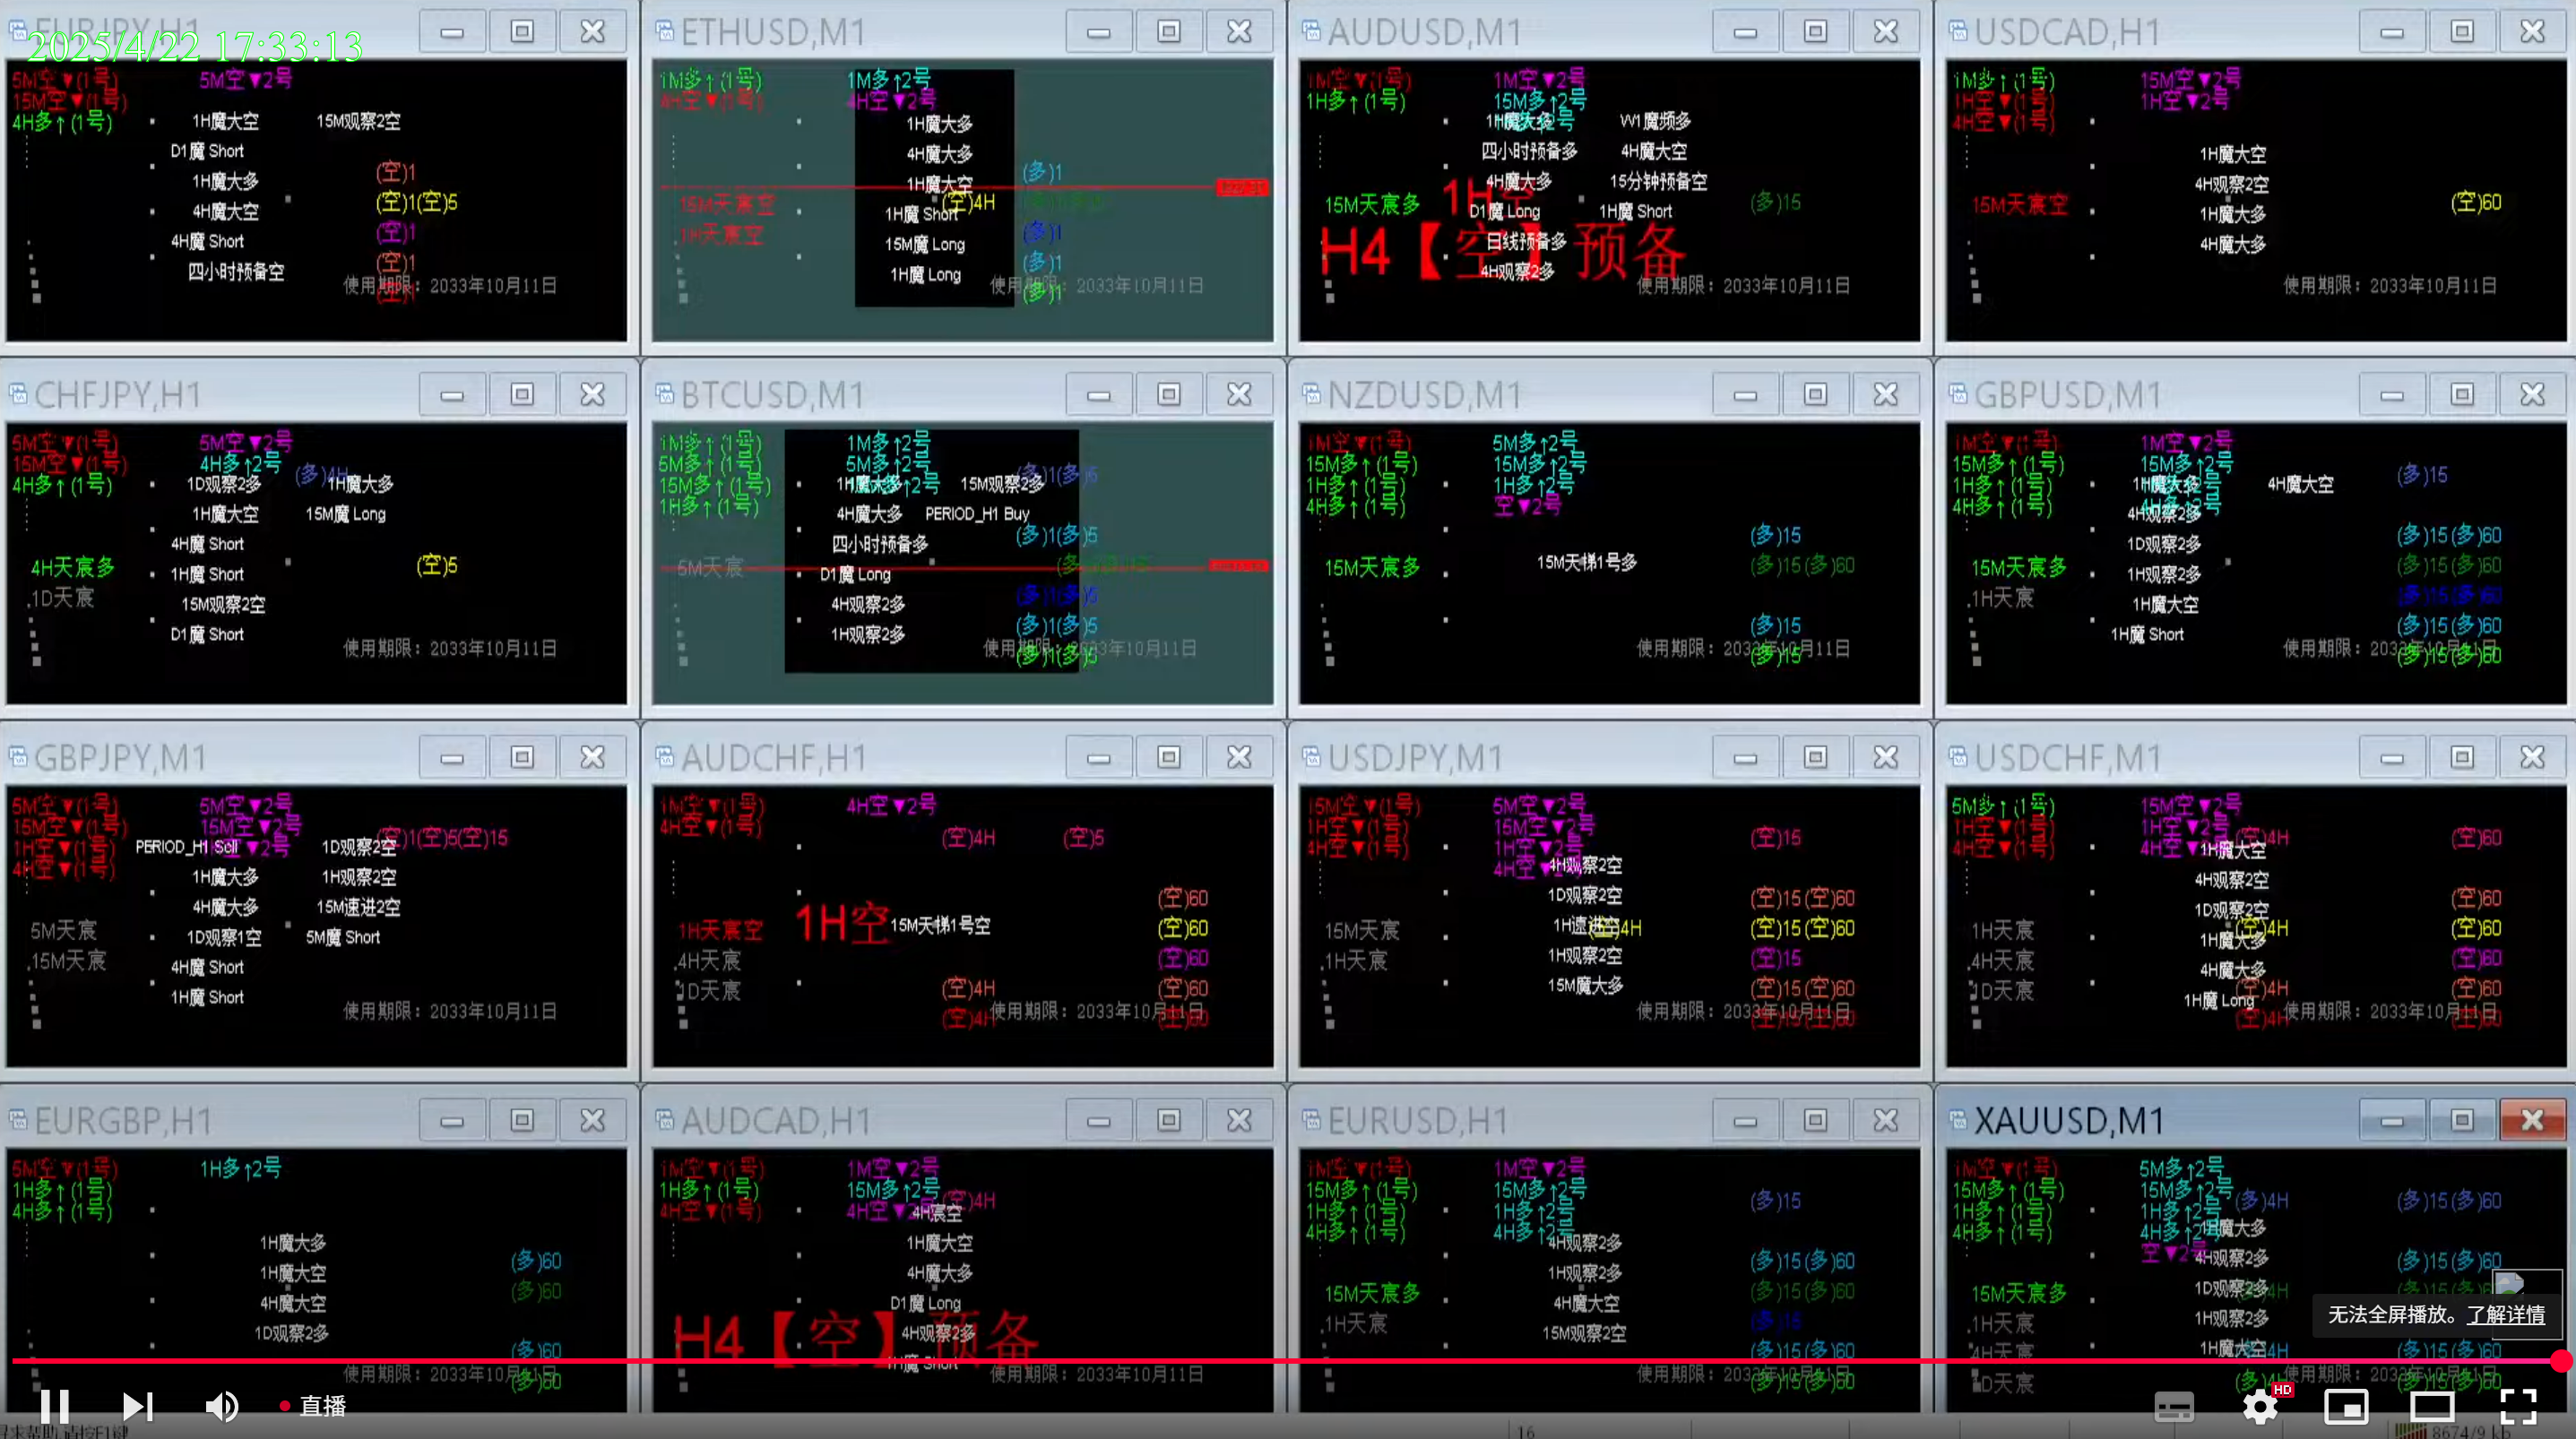 EURJPY,H1
2025/4/22 17:33:13
5M空▼(1号)
5M空▼2号
15M空▼(1号)
4H多↑(1号)
1H魔大空
15M观察2空
D1魔 Short
(空)1
1H魔大多
4H魔大空
(空)1(空)5
(空)1
4H魔 Short
(空)1
四小时预备空
使用期限：2033年10月11日
ETHUSD,M1
1M多↑(1号)
1M多↑2号
4H空▼(1号)
4H空▼2号
1H魔大多
4H魔大多
(多)1
1H魔大空
15M天宸空
(空)4H
1H魔 Short
1H天宸空
(多)1
15M魔 Long
(多)1
1H魔 Long
使用期限：2033年10月11日
(多)1
AUDUSD,M1
1M空▼(1号)
1M空▼2号
1H多↑(1号)
15M多↑2号
1H魔大多
W1魔频多
四小时预备多
4H魔大空
4H魔大多
15分钟预备空
15M天宸多
1H空
(多)15
D1魔 Long
1H魔 Short
H4【空】预备
日线预备多
4H观察2多
使用期限：2033年10月11日
USDCAD,H1
1M多↑(1号)
15M空▼2号
1H空▼(1号)
1H空▼2号
4H空▼(1号)
1H魔大空
4H观察2空
15M天宸空
(空)60
1H魔大多
4H魔大多
使用期限：2033年10月11日
CHFJPY,H1
5M空▼(1号)
5M空▼2号
15M空▼(1号)
4H多↑2号
(多)4H
4H多↑(1号)
1D观察2多
1H魔大多
1H魔大空
15M魔 Long
4H魔 Short
4H天宸多
(空)5
1H魔 Short
1D天宸
15M观察2空
D1魔 Short
使用期限：2033年10月11日
BTCUSD,M1
1M多↑(1号)
1M多↑2号
5M多↑(1号)
5M多↑2号
(多)1(多)5
15M多↑(1号)
1H魔大多
15M观察2多
1H多↑(1号)
4H魔大多
PERIOD_H1 Buy
(多)1(多)5
四小时预备多
5M天宸
D1魔 Long
(多)1(多)5
4H观察2多
(多)1(多)5
1H观察2多
使用期限：2033年10月11日
(多)1(多)5
NZDUSD,M1
1M空▼(1号)
5M多↑2号
15M多↑(1号)
15M多↑2号
1H多↑(1号)
1H多↑2号
4H多↑(1号)
空▼2号
(多)15
15M天宸多
15M天梯1号多
(多)15(多)60
(多)15
使用期限：2033年10月11日
(多)15
GBPUSD,M1
1M空▼(1号)
1M空▼2号
15M多↑(1号)
15M多↑2号
(多)15
1H多↑(1号)
1H魔大多
4H魔大空
4H多↑(1号)
4H观察2多
(多)15(多)60
1D观察2多
15M天宸多
(多)15(多)60
1H观察2多
1H天宸
(多)15(多)60
1H魔大空
(多)15(多)60
1H魔 Short
使用期限：2033年10月11日
(多)15(多)60
GBPJPY,M1
5M空▼(1号)
5M空▼2号
15M空▼(1号)
15M空▼2号
(空)1(空)5(空)15
1H空▼(1号)
PERIOD_H1 Sell
1D观察2空
4H空▼(1号)
1H魔大多
1H观察2空
4H魔大多
15M速进2空
5M天宸
1D观察1空
5M魔 Short
15M天宸
4H魔 Short
1H魔 Short
使用期限：2033年10月11日
AUDCHF,H1
1M空▼(1号)
4H空▼2号
4H空▼(1号)
(空)4H
(空)5
(空)60
1H天宸空
1H空
15M天梯1号空
(空)60
4H天宸
(空)60
1D天宸
(空)4H
(空)60
使用期限：2033年10月11日
(空)4H
(空)60
USDJPY,M1
15M空▼(1号)
5M空▼2号
1H空▼(1号)
15M空▼2号
(空)15
4H空▼(1号)
1H空▼2号
4H空▼2号
4H观察2空
1D观察2空
(空)15(空)60
15M天宸
(空)4H
(空)15(空)60
1H天宸
1H观察2空
(空)15
15M魔大多
(空)15(空)60
使用期限：2033年10月11日
(空)15(空)60
USDCHF,M1
5M多↑(1号)
15M空▼2号
1H空▼(1号)
1H空▼2号
(空)4H
(空)60
4H空▼(1号)
4H空▼2号
1H魔大空
4H观察2空
(空)60
1D观察2空
1H天宸
(空)4H
(空)60
1H魔大多
4H天宸
(空)60
4H魔大多
1D天宸
(空)4H
(空)60
1H魔 Long
使用期限：2033年10月11日
(空)4H
(空)60
EURGBP,H1
5M空▼(1号)
1H多↑2号
1H多↑(1号)
4H多↑(1号)
1H魔大多
(多)60
1H魔大空
(多)60
4H魔大空
1D观察2多
(多)60
使用期限：2033年10月11日
(多)60
AUDCAD,H1
1M空▼(1号)
1M空▼2号
1H多↑(1号)
15M多↑2号
(空)4H
4H空▼(1号)
4H空▼2号
4H宸空
1H魔大空
4H魔大多
D1魔 Long
H4【空】预备
4H观察2多
1H魔 Short
使用期限：2033年10月11日
EURUSD,H1
1M空▼(1号)
1M空▼2号
15M多↑(1号)
15M多↑2号
(多)15
1H多↑(1号)
1H多↑2号
4H多↑(1号)
4H多↑2号
4H观察2多
(多)15(多)60
1H观察2多
15M天宸多
(多)15(多)60
4H魔大空
1H天宸
(多)15
15M观察2空
(多)15(多)60
使用期限：2033年10月11日
(多)15(多)60
XAUUSD,M1
1M空▼(1号)
5M多↑2号
15M多↑(1号)
15M多↑2号
(多)4H
(多)15(多)60
1H多↑(1号)
1H多↑2号
4H多↑(1号)
4H多↑2号
1H魔大多
空▼2号
4H观察2多
(多)15(多)60
15M天宸多
1D观察2多
1H天宸
1H观察2多
无法全屏播放。了解详情
4H天宸
1H魔大空
(多)15(多)60
使用期限：2033年10月11日
1D天宸
(多)15(多)60
直播
HD
16
8674/9 kb